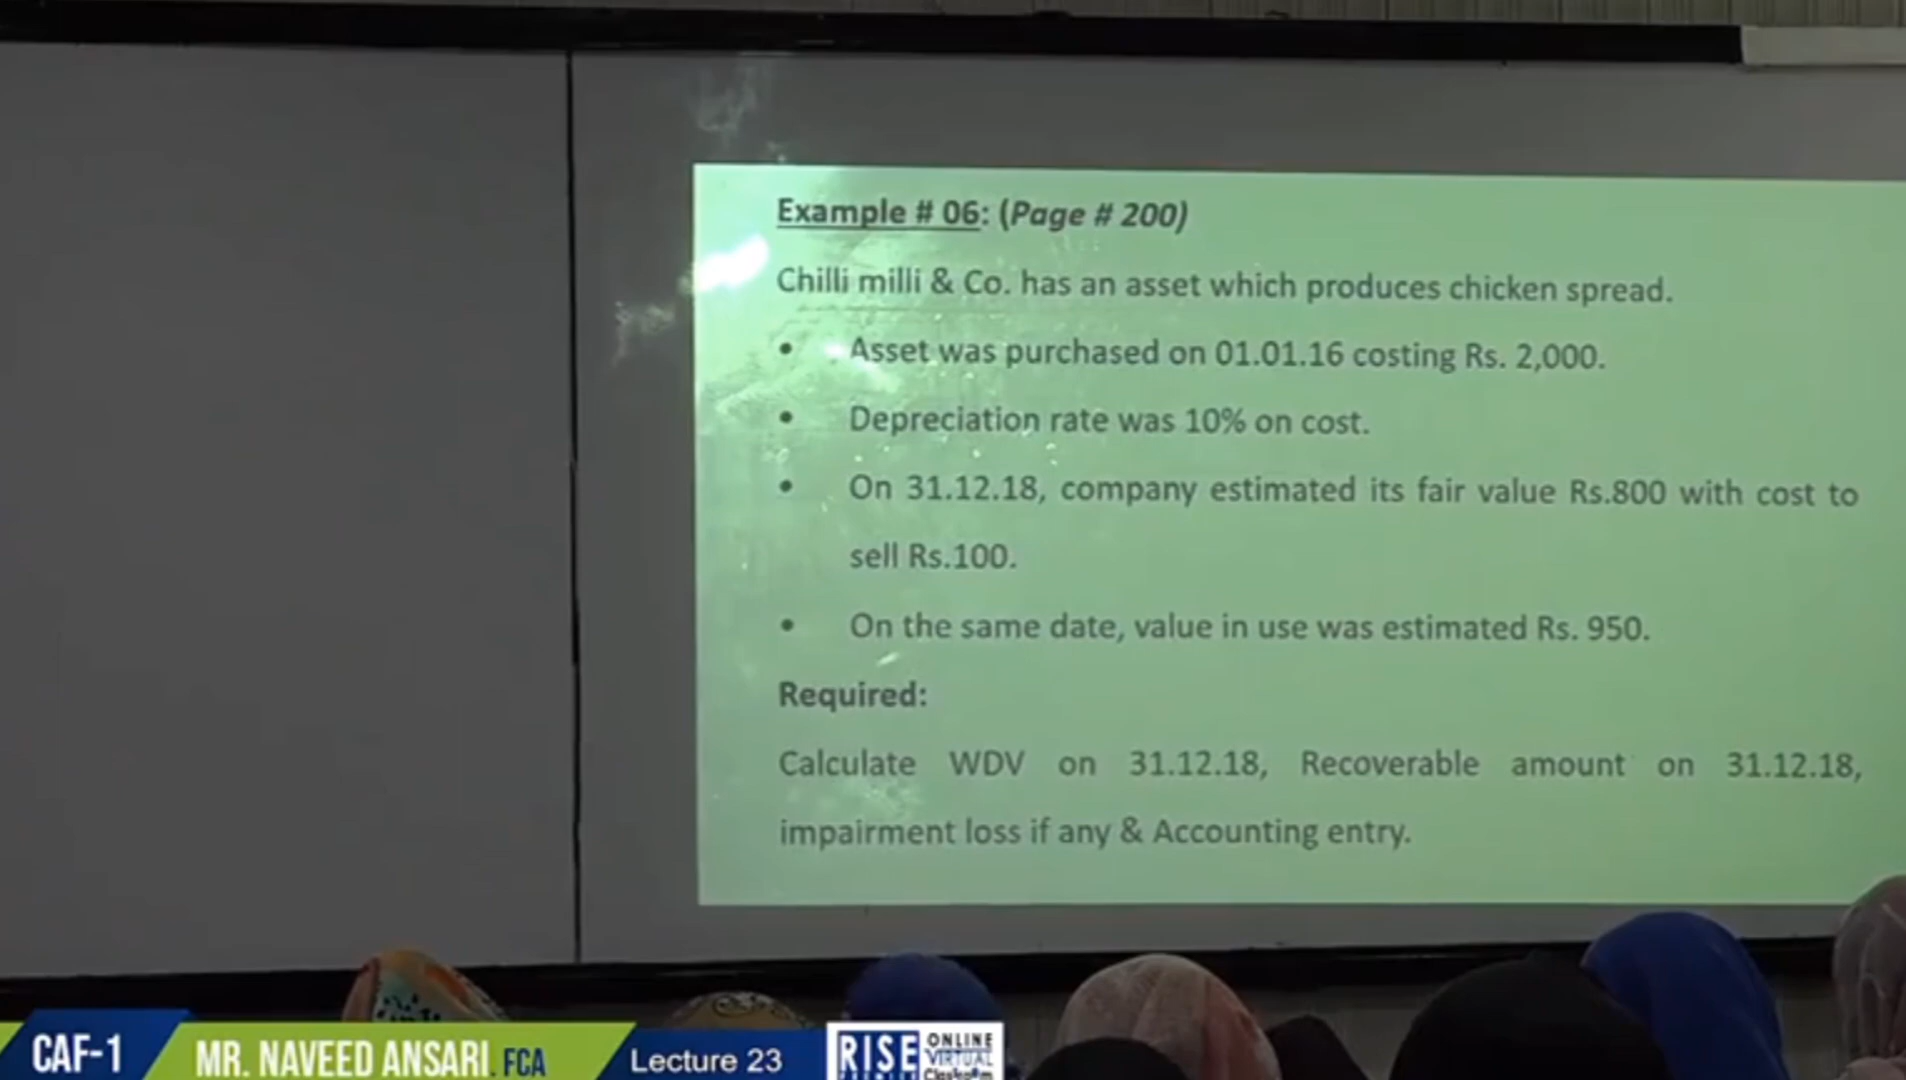 Example # 06: (Page # 200)
Chilli milli & Co. has an asset which produces chicken spread.
• Asset was purchased on 01.01.16 costing Rs. 2,000.
• Depreciation rate was 10% on cost.
• On 31.12.18, company estimated its fair value Rs.800 with cost to
sell Rs.100.
• On the same date, value in use was estimated Rs. 950.
Required:
Calculate WDV on 31.12.18, Recoverable amount on 31.12.18,
impairment loss if any & Accounting entry.
CAF-1
MR. NAVEED ANSARI. FCA
Lecture 23
RISE
PREMIER
ONLINE
VIRTUAL
Classroom